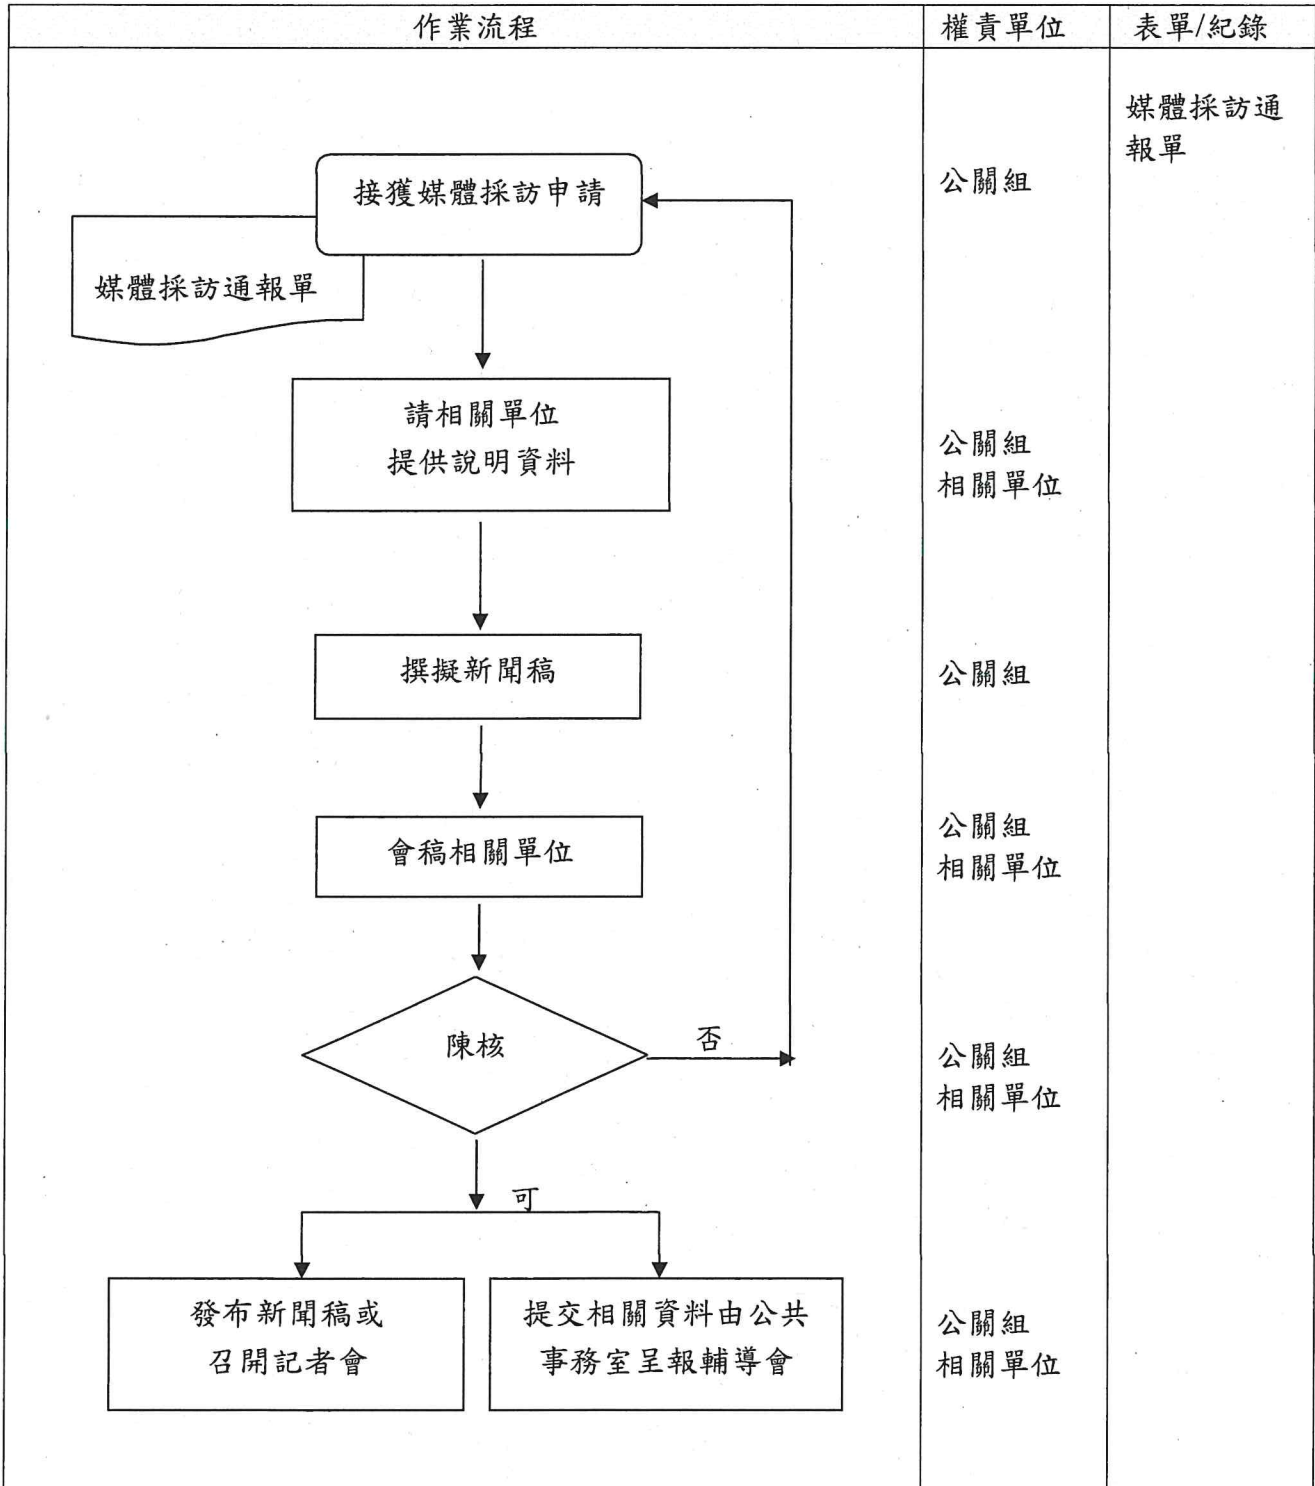 作業流程
權責單位
表單/紀錄
媒體採訪通
報單
接獲媒體採訪申請
公關組
媒體採訪通報單
請相關單位
提供說明資料
公關組
相關單位
撰擬新聞稿
公關組
會稿相關單位
公關組
相關單位
陳核
否
公關組
相關單位
可
發布新聞稿或
召開記者會
提交相關資料由公共
事務室呈報輔導會
公關組
相關單位